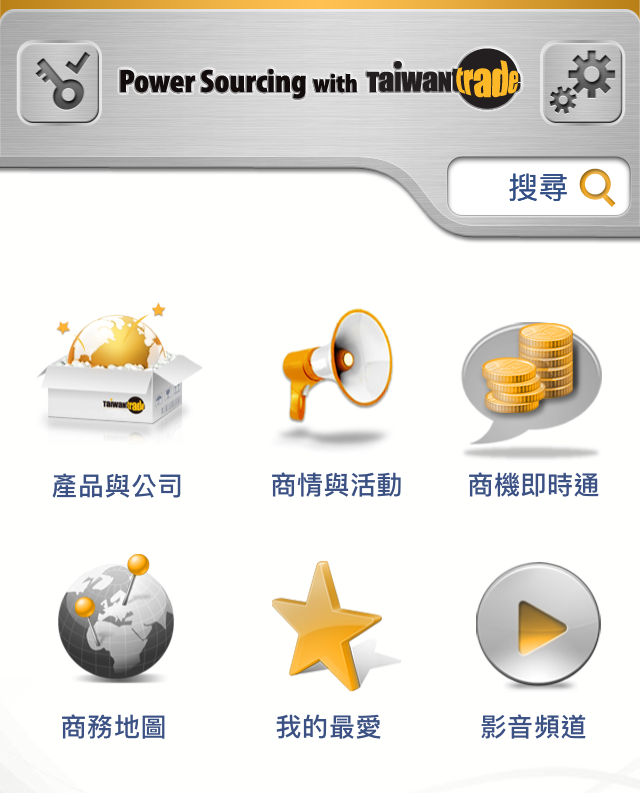 Power Sourcing with Taiwantrade
搜尋
Taiwantrade
產品與公司
商情與活動
商機即時通
商務地圖
我的最愛
影音頻道